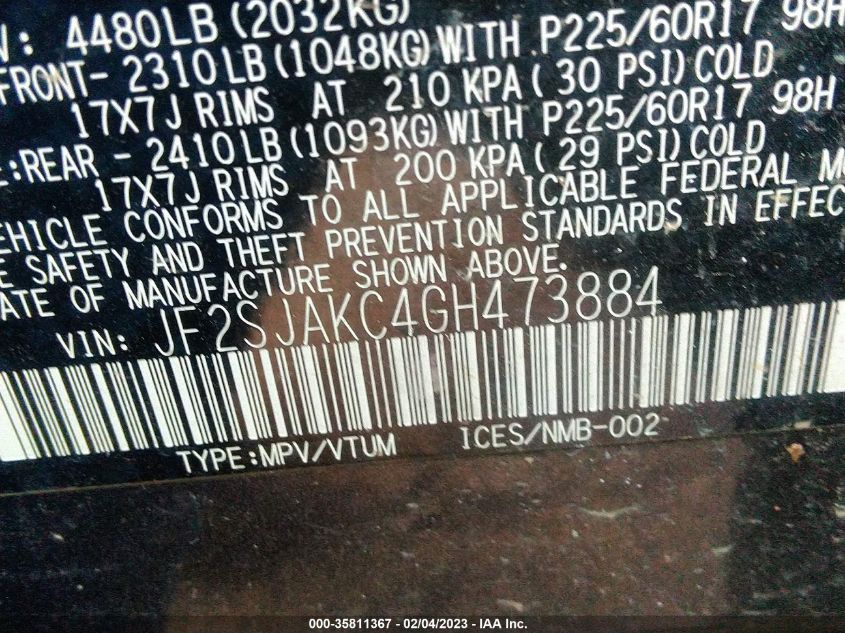 : 4480LB (2032KG)
FRONT- 2310LB (1048KG) WITH P225/60R17 98H
17X7J RIMS AT 210 KPA ( 30 PSI) COLD
:REAR - 2410LB (1093KG) WITH P225/60R17 98H
17X7J RIMS AT 200 KPA ( 29 PSI) COLD
EHICLE CONFORMS TO ALL APPLICABLE FEDERAL M
SAFETY AND THEFT PREVENTION STANDARDS IN EFFEC
ATE OF MANUFACTURE SHOWN ABOVE.
VIN: JF2SJAKC4GH473884
TYPE:MPV/VTUM ICES/NMB-002
000-35811367 - 02/04/2023 - IAA Inc.